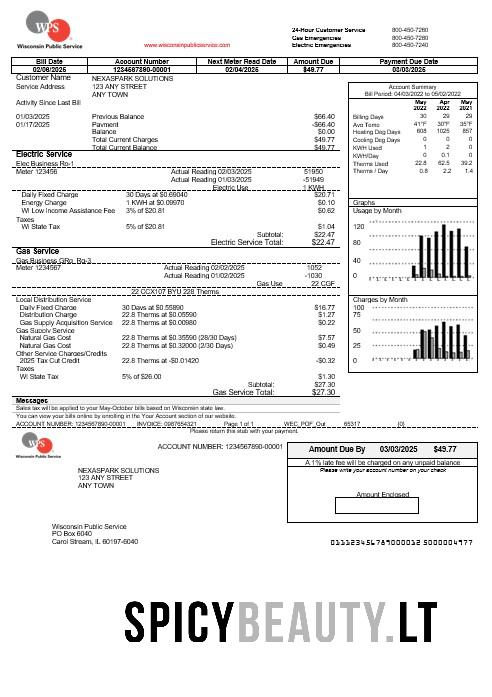 WPS
Wisconsin Public Service
www.wisconsinpublicservice.com
24-Hour Customer Service 800-450-7260
Gas Emergencies 800-450-7280
Electric Emergencies 800-450-7240
Bill Date Account Number Next Meter Read Date Amount Due Payment Due Date
02/06/2025 1234567890-00001 02/04/2025 $49.77 03/03/2025
Customer Name NEXASPARK SOLUTIONS
Service Address 123 ANY STREET
ANY TOWN
Activity Since Last Bill
01/03/2025 Previous Balance $66.40
01/17/2025 Payment -$66.40
Balance $0.00
Total Current Charges $49.77
Total Current Balance $49.77
Electric Service
Elec Business Rg-1
Meter 123456 Actual Reading 02/03/2025 51950
Actual Reading 01/03/2025 -51949
Electric Use 1 KWH
Daily Fixed Charge 30 Days at $0.69040 $20.71
Energy Charge 1 KWH at $0.09970 $0.10
WI Low Income Assistance Fee 3% of $20.81 $0.62
Taxes
WI State Tax 5% of $20.81 $1.04
Subtotal: $22.47
Electric Service Total: $22.47
Gas Service
Gas Business GRg, Rg-3
Meter 1234567 Actual Reading 02/02/2025 1052
Actual Reading 01/02/2025 -1030
Gas Use 22 CGF
22 CCX107 BYU 228 Therms
Local Distribution Service
Daily Fixed Charge 30 Days at $0.55890 $16.77
Distribution Charge 22.8 Therms at $0.05590 $1.27
Gas Supply Acquisition Service 22.8 Therms at $0.00980 $0.22
Gas Supply Service
Natural Gas Cost 22.8 Therms at $0.35590 (28/30 Days) $7.57
Natural Gas Cost 22.8 Therms at $0.32000 (2/30 Days) $0.49
Other Service Charges/Credits
2025 Tax Cut Credit 22.8 Therms at -$0.01420 -$0.32
Taxes
WI State Tax 5% of $26.00 $1.30
Subtotal: $27.30
Gas Service Total: $27.30
Messages
Sales tax will be applied to your May-October bills based on Wisconsin state law.
You can view your bills online by enrolling in the Your Account section of our website.
ACCOUNT NUMBER: 1234567890-00001 INVOICE: 0987654321 Page 1 of 1 WEC_POF_Out 65317 (0)
Please return this stub with your payment.
Account Summary
Bill Period: 04/03/2022 to 05/02/2022
May 2022 Apr 2022 May 2021
Billing Days 30 29 29
Avg Temp 41°F 30°F 35°F
Heating Deg Days 608 1025 857
Cooling Deg Days 0 0 0
KWH Used 1 2 0
KWH/Day 0 0.1 0
Therms Used 22.8 62.5 39.2
Therms / Day 0.8 2.2 1.4
Graphs
Usage by Month
120
80
40
0
Charges by Month
100
75
50
25
0
WPS
Wisconsin Public Service
ACCOUNT NUMBER: 1234567890-00001
Amount Due By 03/03/2025 $49.77
A 1% late fee will be charged on any unpaid balance
Please write your account number on your check
Amount Enclosed
NEXASPARK SOLUTIONS
123 ANY STREET
ANY TOWN
Wisconsin Public Service
PO Box 6040
Carol Stream, IL 60197-6040
SPICYBEAUTY.LT